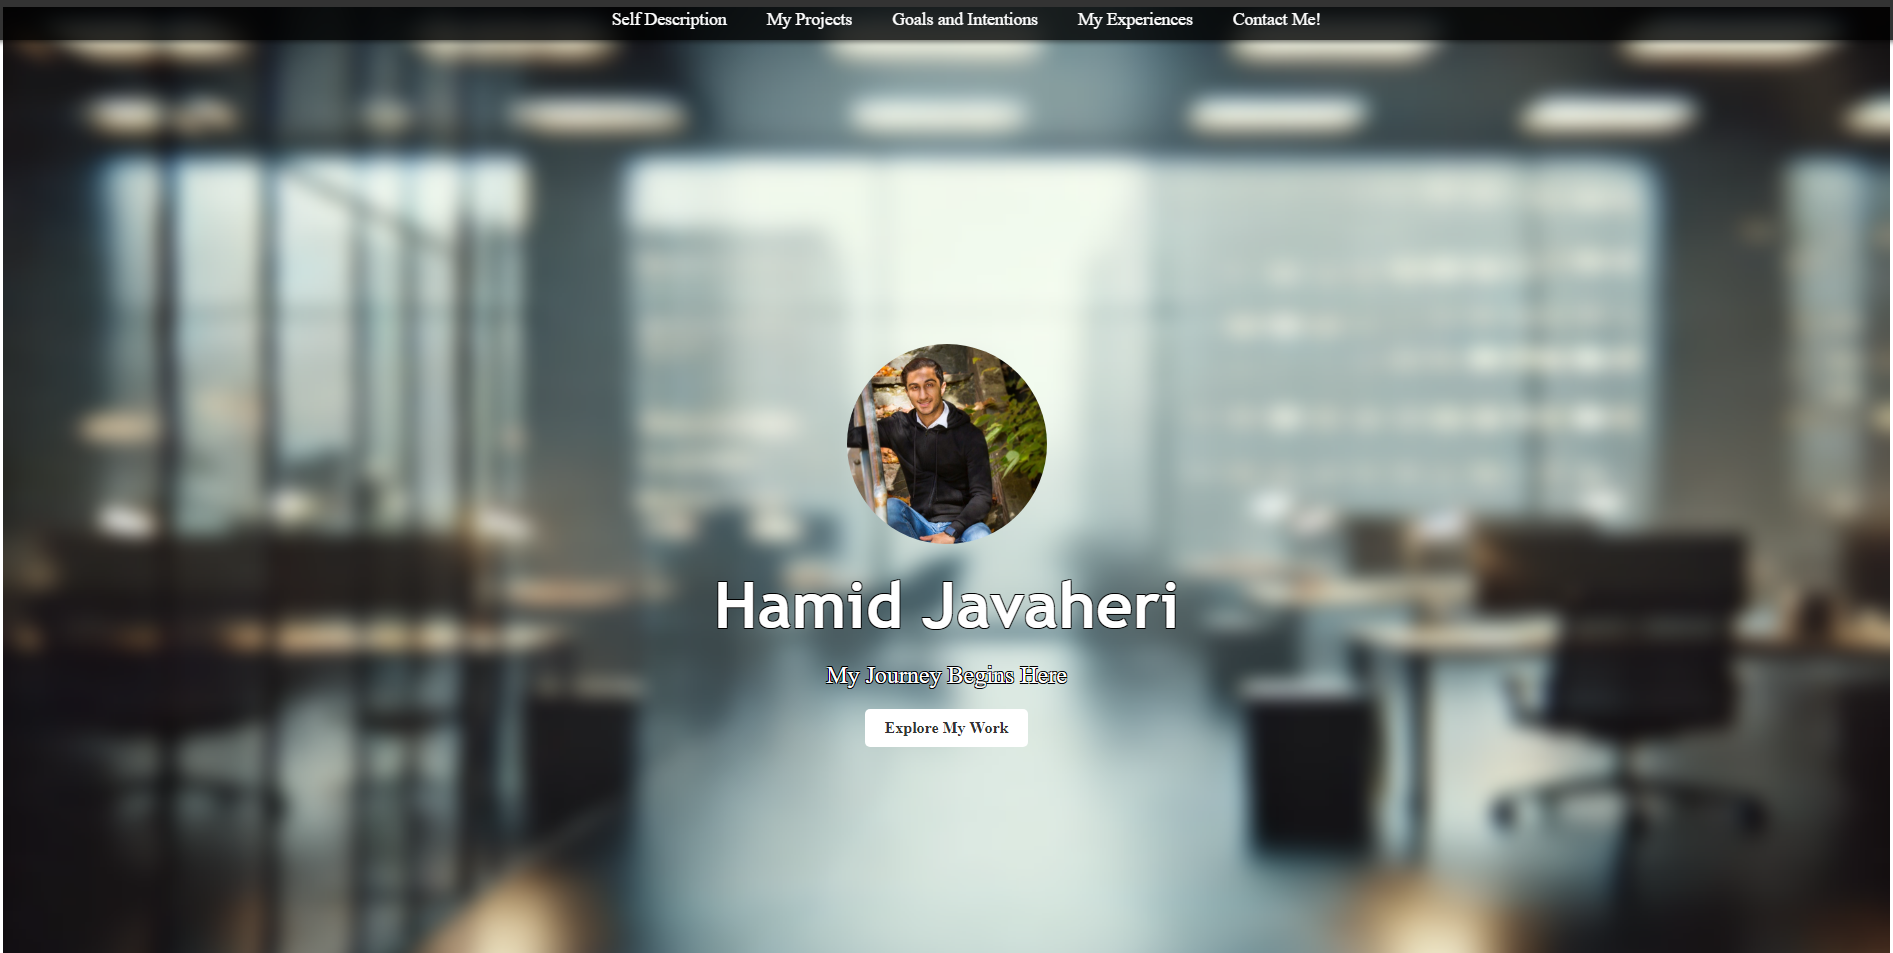 Self Description My Projects Goals and Intentions My Experiences Contact Me!
Hamid Javaheri
My Journey Begins Here
Explore My Work